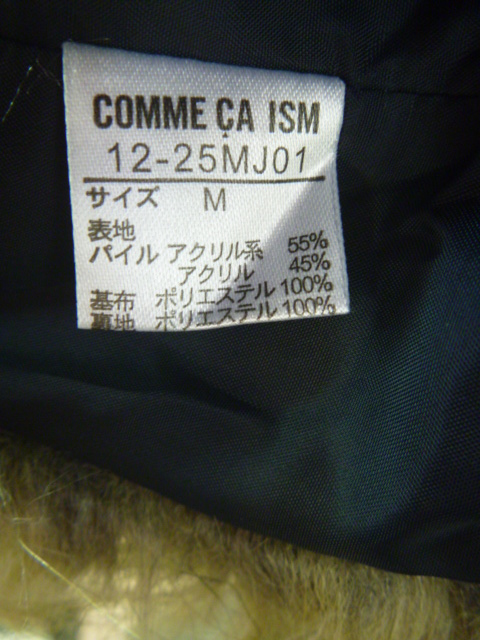 COMME ÇA ISM
12-25MJ01
サイズ M
表地
パイル アクリル系 55%
アクリル 45%
基布 ポリエステル 100%
裏地 ポリエステル 100%